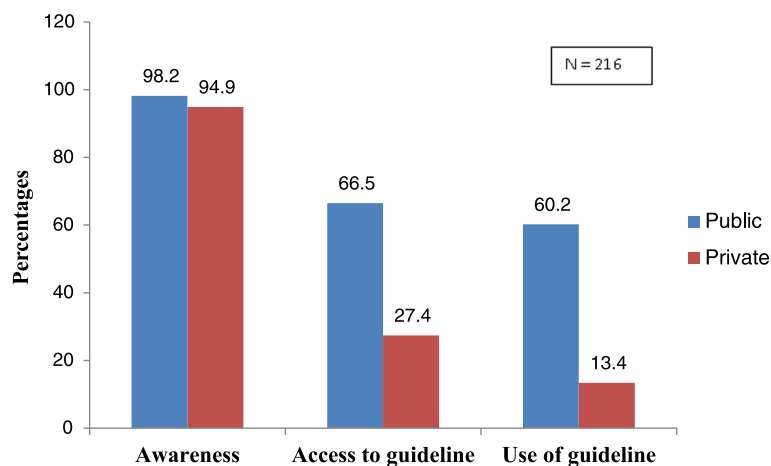 120
N = 216
98.2
94.9
100
80
66.5
60.2
60
Percentages
Public
Private
40
27.4
20
13.4
0
Awareness
Access to guideline
Use of guideline